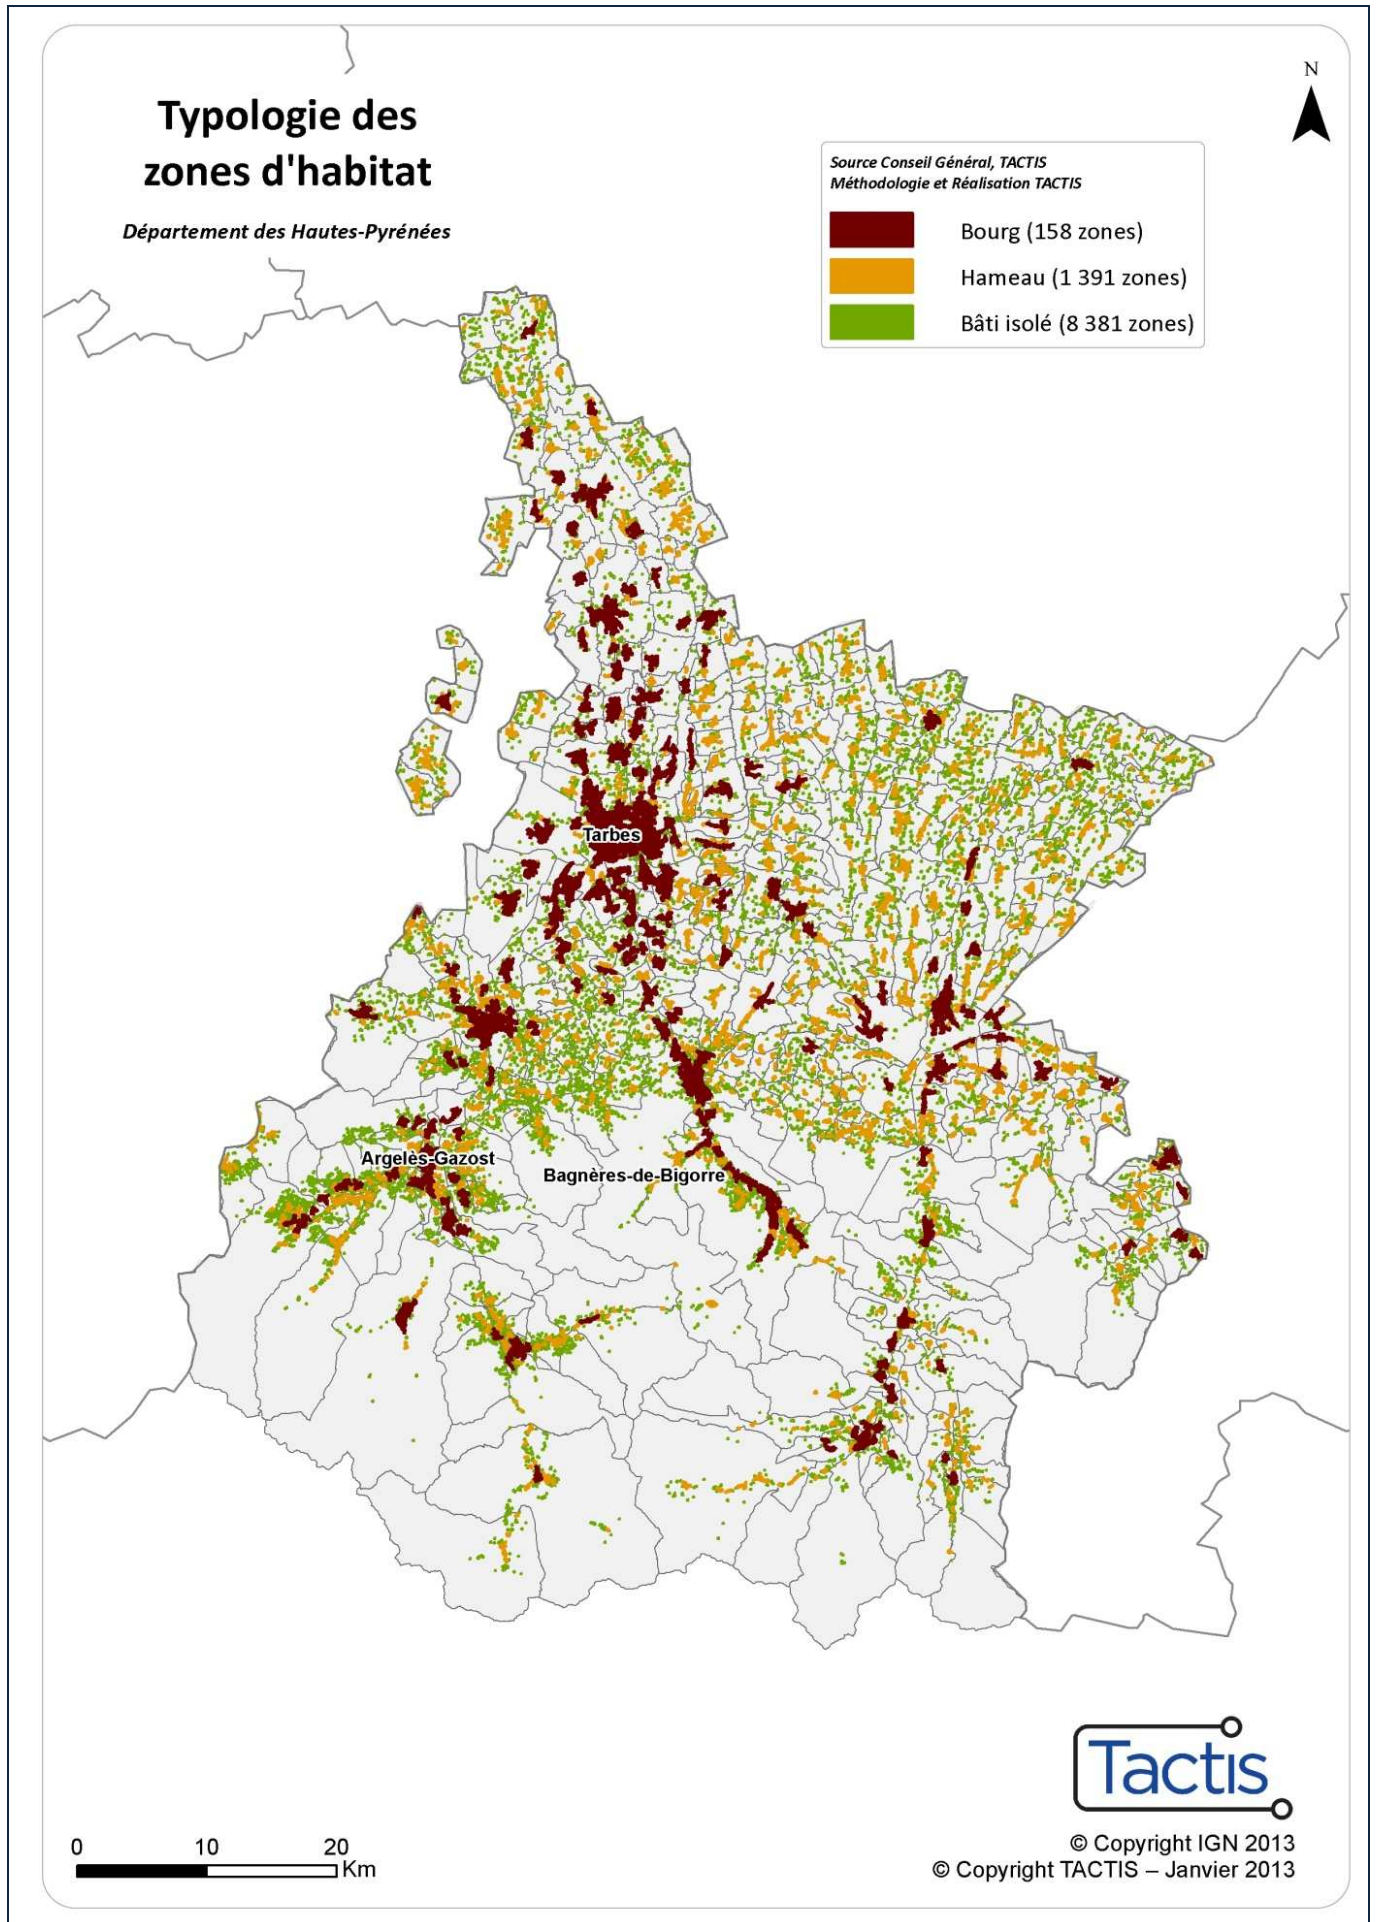 Typologie des
zones d'habitat
Département des Hautes-Pyrénées
N
Source Conseil Général, TACTIS
Méthodologie et Réalisation TACTIS
Bourg (158 zones)
Hameau (1 391 zones)
Bâti isolé (8 381 zones)
Tarbes
Argelès-Gazost
Bagnères-de-Bigorre
Tactis
0 10 20
Km
© Copyright IGN 2013
© Copyright TACTIS – Janvier 2013